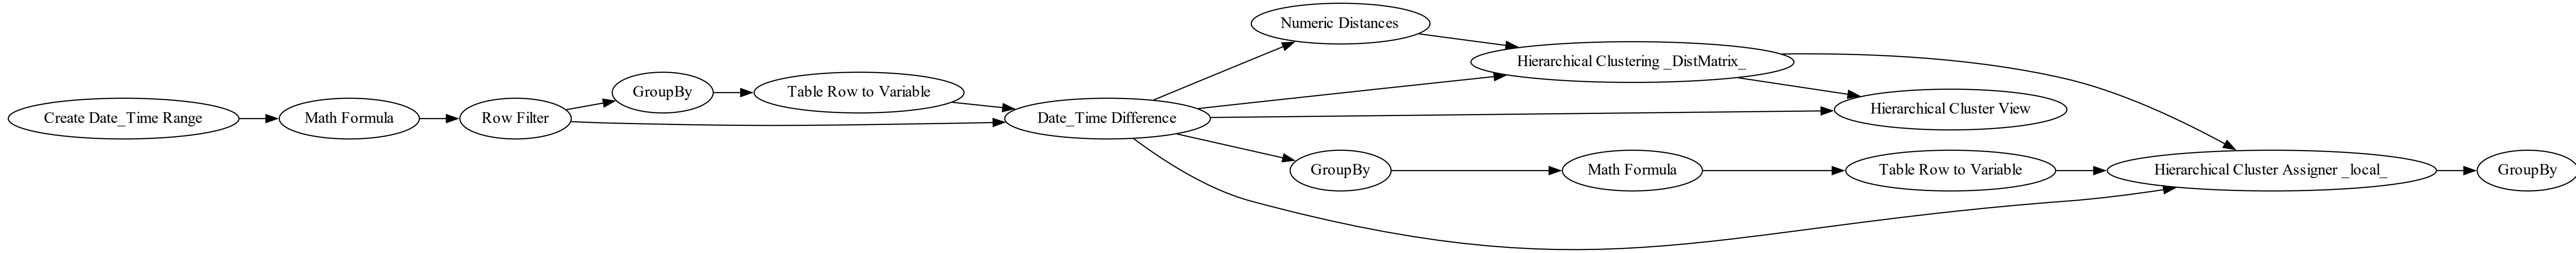 Create Date_Time Range
Math Formula
Row Filter
GroupBy
Table Row to Variable
Date_Time Difference
Numeric Distances
Hierarchical Clustering _DistMatrix_
Hierarchical Cluster View
GroupBy
Math Formula
Table Row to Variable
Hierarchical Cluster Assigner _local_
GroupBy